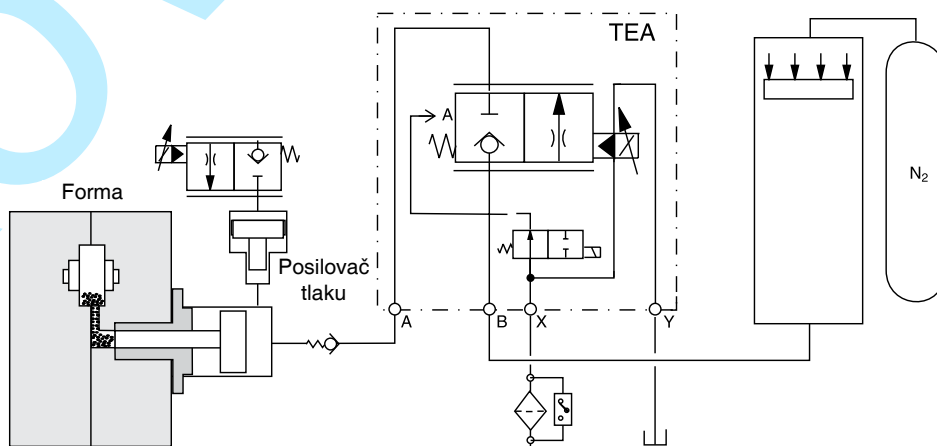 TEA
A
N₂
Forma
Posilovač
tlaku
A
B
X
Y